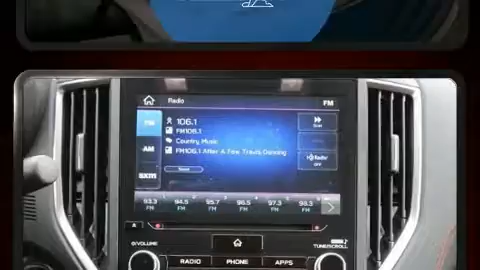 Radio FM
FM
106.1
FM106.1
Scan
Country Music
AM
FM106.1 After A Few Travis Denning
HD Radio
OFF
SXM
93.3 94.5 95.7 96.5 97.3 98.3
FM FM FM FM FM FM
VOLUME
TUNE/SCROLL
RADIO PHONE APPS